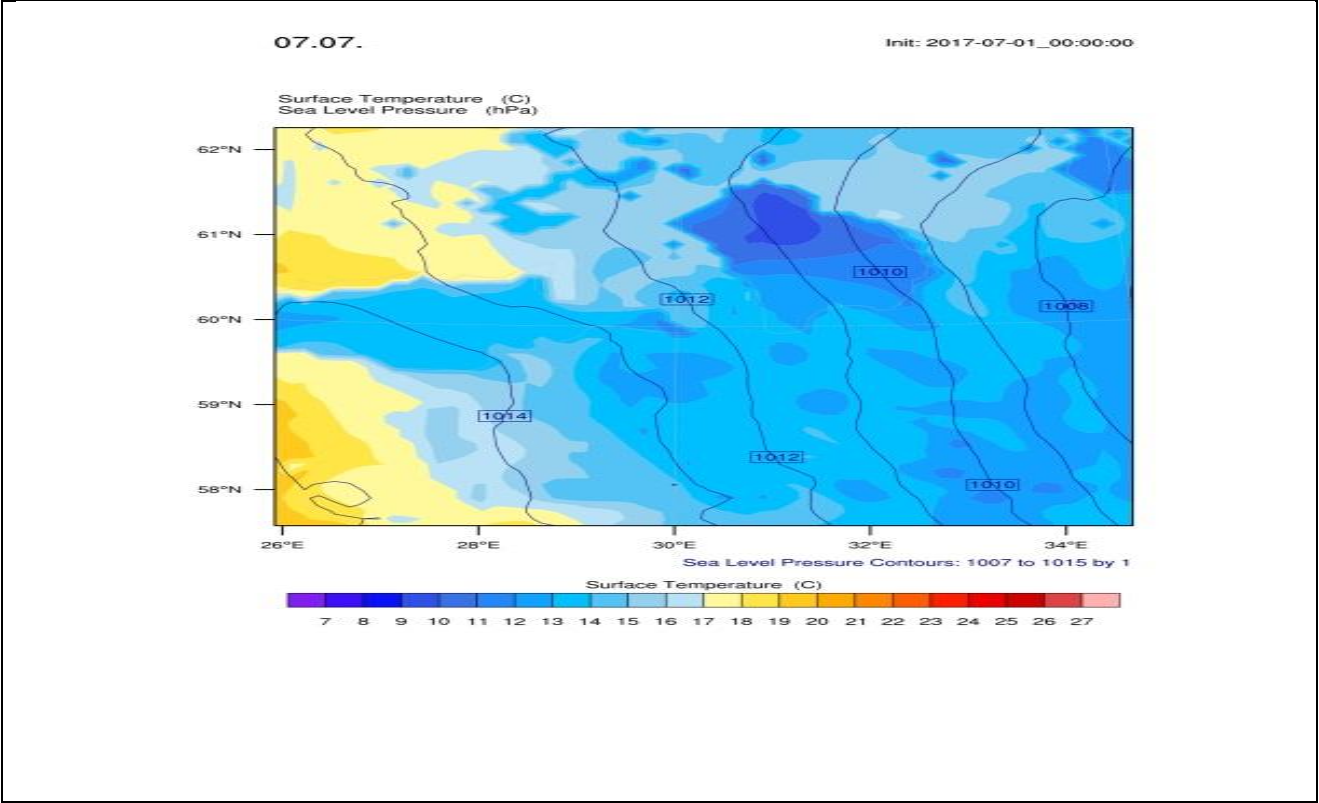 07.07.
Init: 2017-07-01_00:00:00
Surface Temperature (C)
Sea Level Pressure (hPa)
62°N
61°N
1010
1012
1008
60°N
59°N
1014
1012
1010
58°N
26°E 28°E 30°E 32°E 34°E
Sea Level Pressure Contours: 1007 to 1015 by 1
Surface Temperature (C)
7 8 9 10 11 12 13 14 15 16 17 18 19 20 21 22 23 24 25 26 27